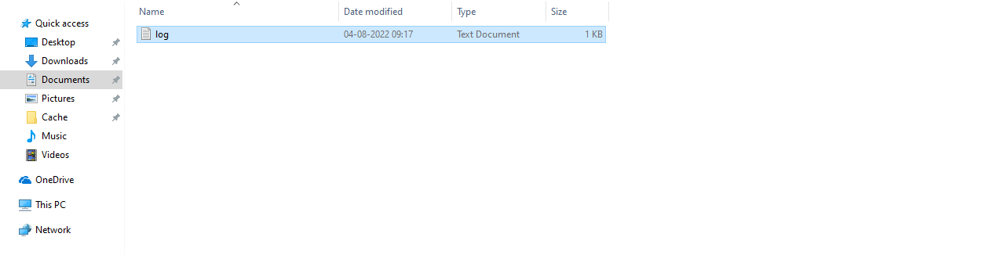 Name Date modified Type Size
Quick access
log 04-08-2022 09:17 Text Document 1 KB
Desktop
Downloads
Documents
Pictures
Cache
Music
Videos
OneDrive
This PC
Network